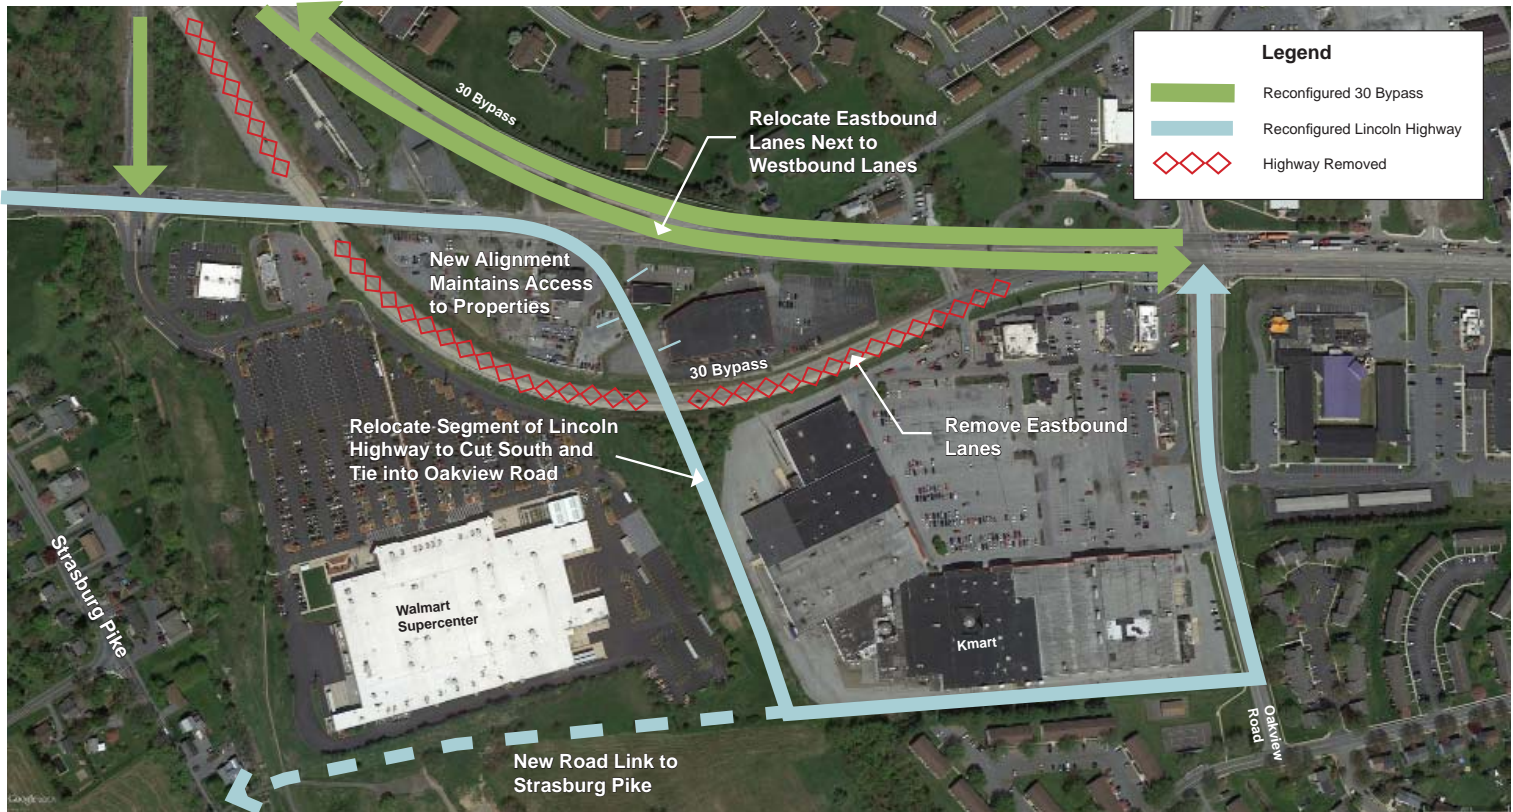 Legend
Reconfigured 30 Bypass
Reconfigured Lincoln Highway
Highway Removed
30 Bypass
Relocate Eastbound
Lanes Next to
Westbound Lanes
New Alignment
Maintains Access
to Properties
30 Bypass
Relocate Segment of Lincoln
Highway to Cut South and
Tie into Oakview Road
Remove Eastbound
Lanes
Strasburg Pike
Walmart
Supercenter
Kmart
Oakview
Road
New Road Link to
Strasburg Pike
Google